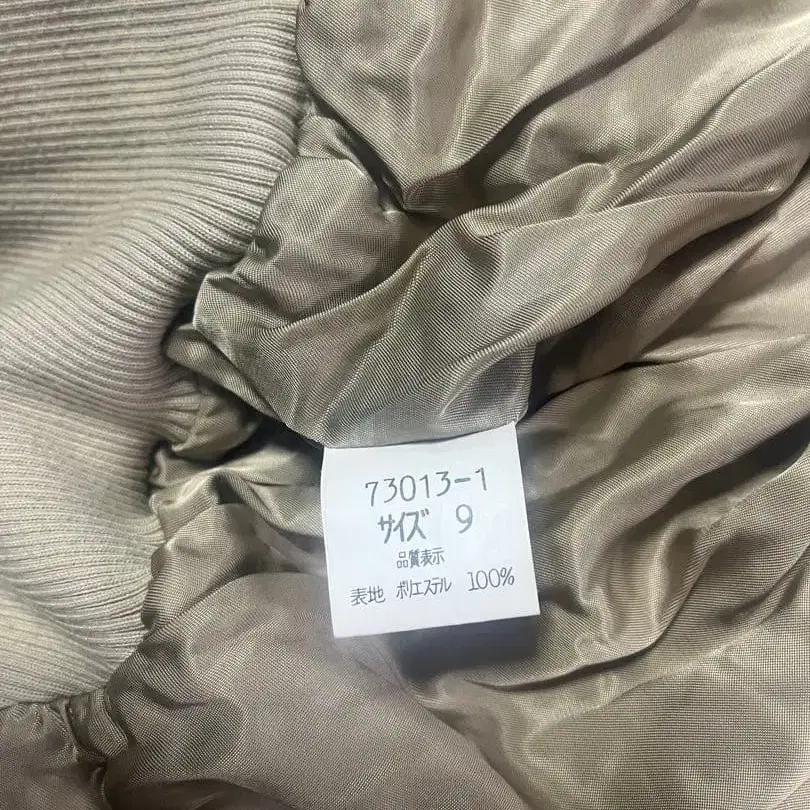 73013-1
サイズ 9
品質表示
表地 ポリエステル 100%